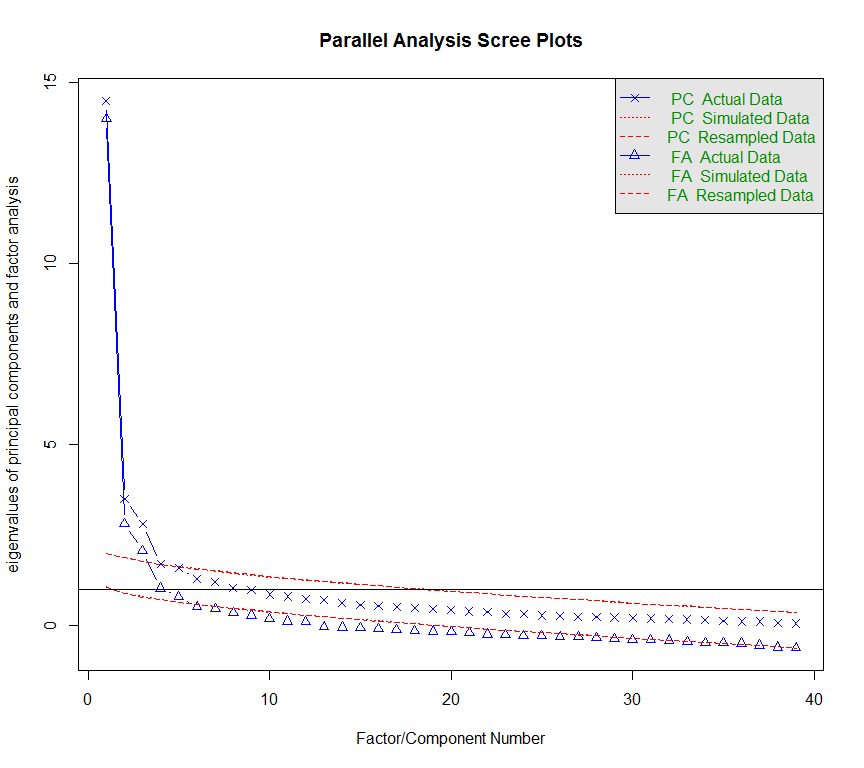 Parallel Analysis Scree Plots
eigenvalues of principal components and factor analysis
15
10
5
0
PC Actual Data
PC Simulated Data
PC Resampled Data
FA Actual Data
FA Simulated Data
FA Resampled Data
0 10 20 30 40
Factor/Component Number